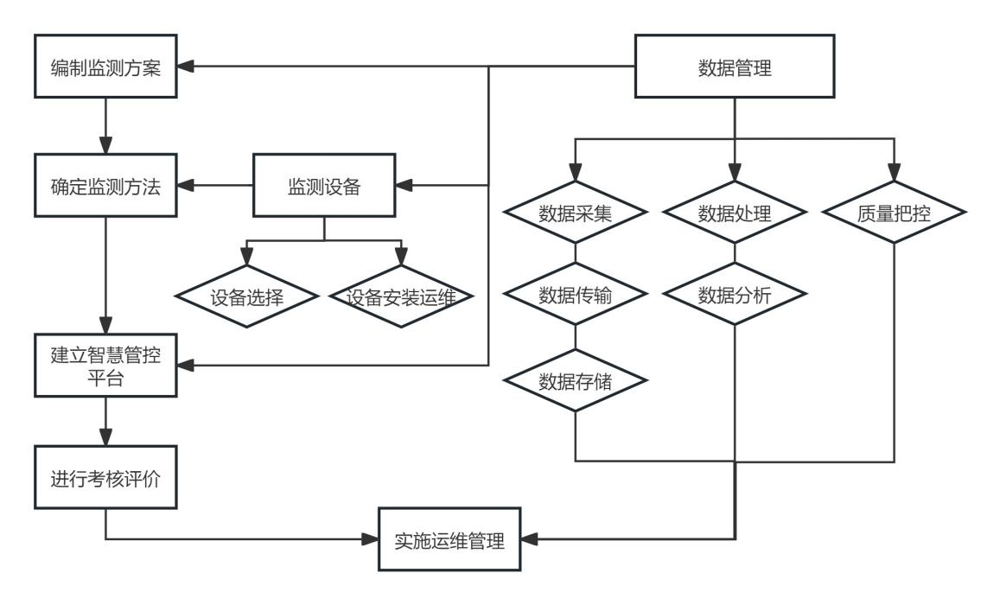 编制监测方案
数据管理
确定监测方法
监测设备
数据采集
数据处理
质量把控
设备选择
设备安装运维
数据传输
数据分析
建立智慧管控
平台
数据存储
进行考核评价
实施运维管理